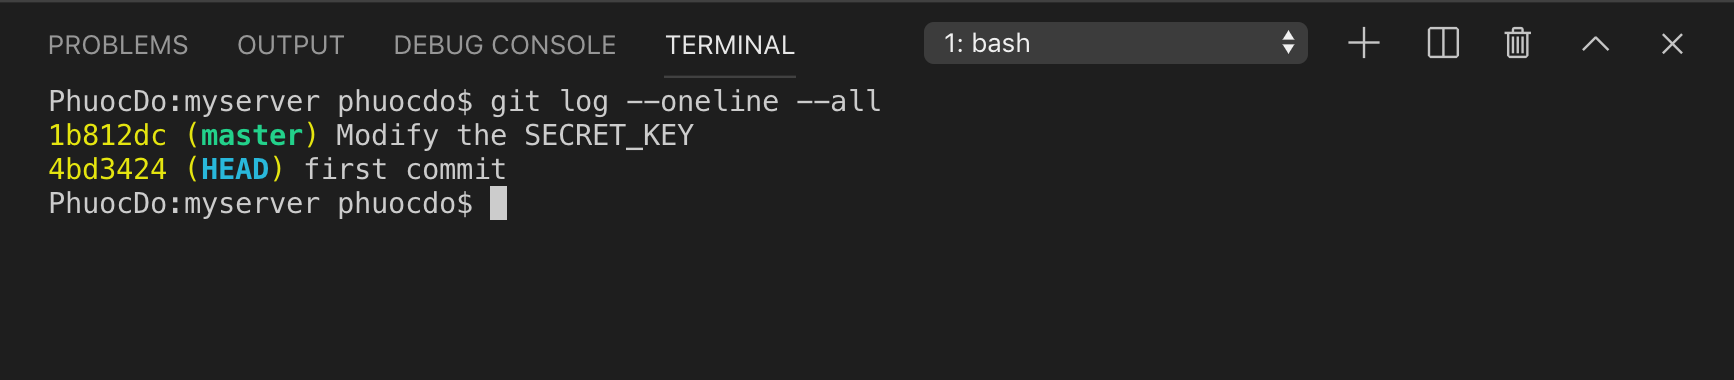 PROBLEMS OUTPUT DEBUG CONSOLE TERMINAL 1: bash
PhuocDo:myserver phuocdo$ git log --oneline --all
1b812dc (master) Modify the SECRET_KEY
4bd3424 (HEAD) first commit
PhuocDo:myserver phuocdo$